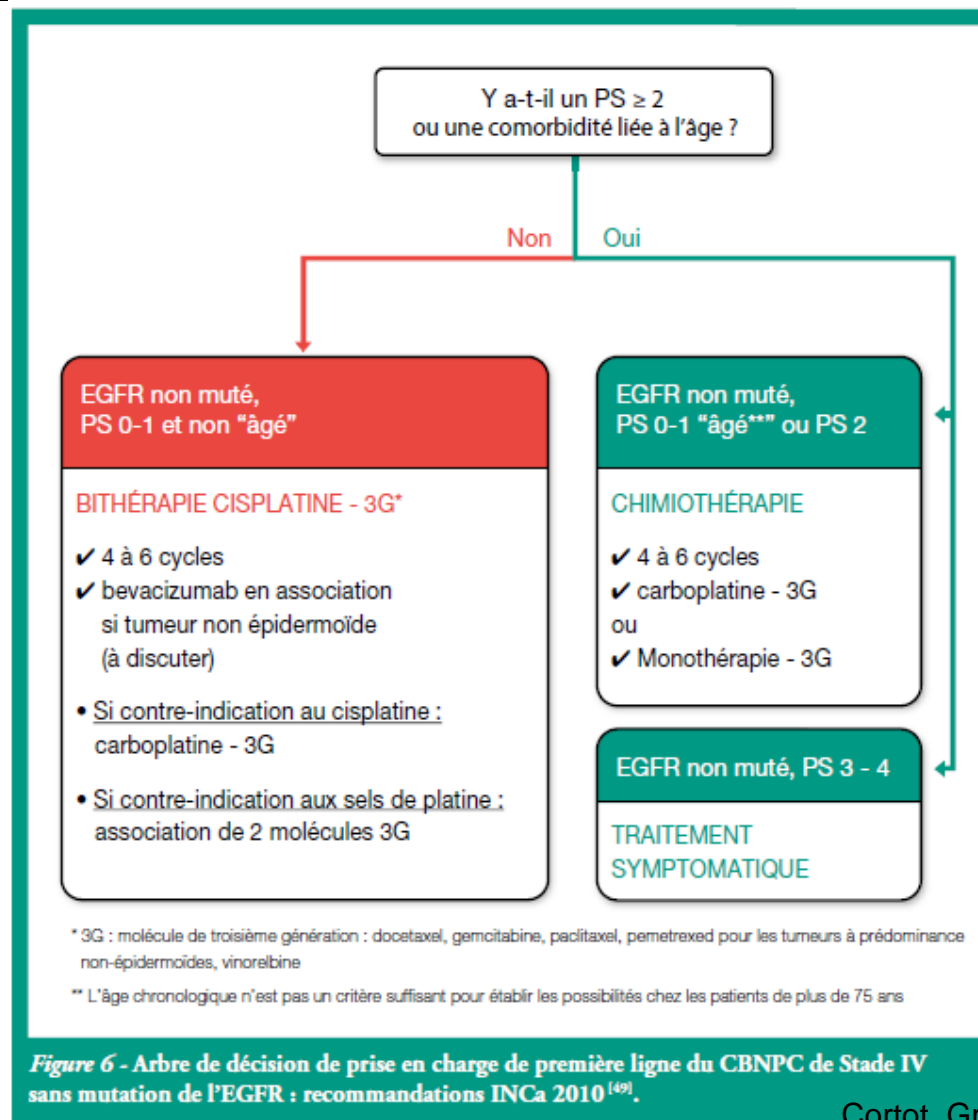 Y a-t-il un PS ≥ 2
ou une comorbidité liée à l'âge ?
Non
Oui
EGFR non muté,
PS 0-1 et non “âgé”
BITHÉRAPIE CISPLATINE - 3G*
✔ 4 à 6 cycles
✔ bevacizumab en association
si tumeur non épidermoïde
(à discuter)
• Si contre-indication au cisplatine :
carboplatine - 3G
• Si contre-indication aux sels de platine :
association de 2 molécules 3G
EGFR non muté,
PS 0-1 “âgé**” ou PS 2
CHIMIOTHÉRAPIE
✔ 4 à 6 cycles
✔ carboplatine - 3G
ou
✔ Monothérapie - 3G
EGFR non muté, PS 3 - 4
TRAITEMENT
SYMPTOMATIQUE
* 3G : molécule de troisième génération : docetaxel, gemcitabine, paclitaxel, pemetrexed pour les tumeurs à prédominance
non-épidermoïdes, vinorelbine
** L'âge chronologique n'est pas un critère suffisant pour établir les possibilités chez les patients de plus de 75 ans
Figure 6 - Arbre de décision de prise en charge de première ligne du CBNPC de Stade IV
sans mutation de l'EGFR : recommandations INCa 2010 [49].
Cortot, Gr